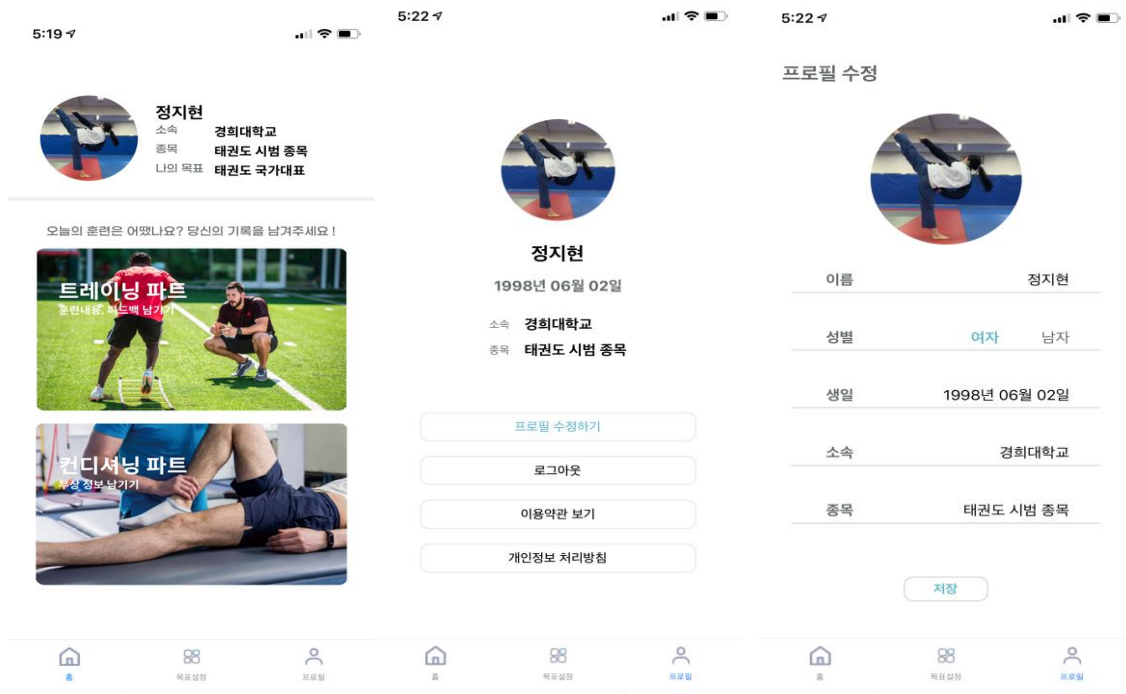 5:19
정지현
소속 경희대학교
종목 태권도 시범 종목
나의 목표 태권도 국가대표
오늘의 훈련은 어땠나요? 당신의 기록을 남겨주세요 !
트레이닝 파트
훈련내용, 피드백 남기기
컨디셔닝 파트
부상 정보 남기기
홈 목표설정 프로필
5:22
정지현
1998년 06월 02일
소속 경희대학교
종목 태권도 시범 종목
프로필 수정하기
로그아웃
이용약관 보기
개인정보 처리방침
홈 목표설정 프로필
5:22
프로필 수정
이름 정지현
성별 여자 남자
생일 1998년 06월 02일
소속 경희대학교
종목 태권도 시범 종목
저장
홈 목표설정 프로필